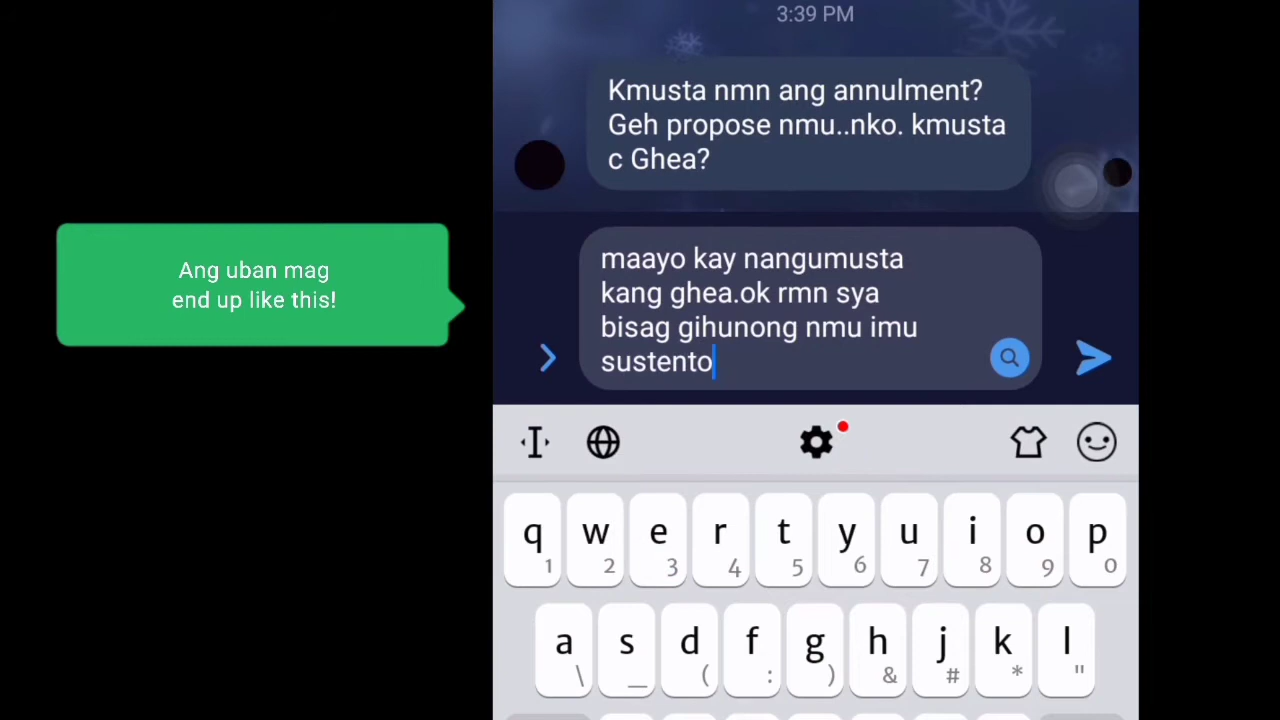 3:39 PM
Kmusta nmn ang annulment?
Geh propose nmu..nko. kmusta
c Ghea?
Ang uban mag
end up like this!
maayo kay nangumusta
kang ghea.ok rmn sya
bisag gihunong nmu imu
sustento
q w e r t y u i o p
1 2 3 4 5 6 7 8 9 0
a s d f g h j k l
\ _ ( : ) & # * "